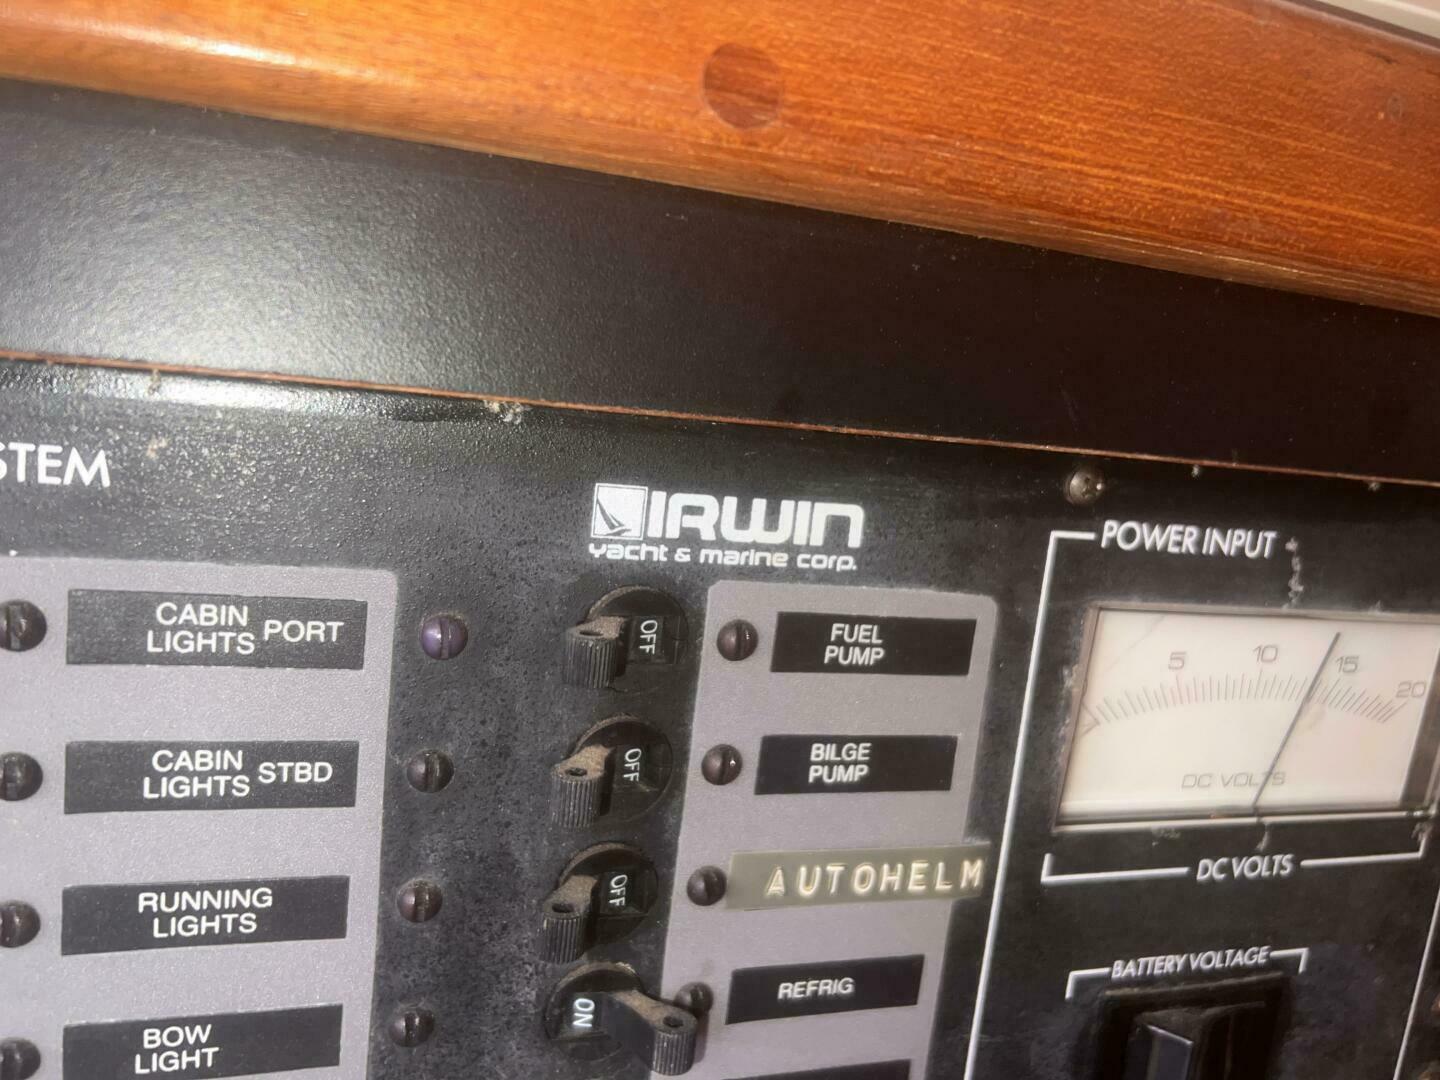 STEM
IRWIN
yacht & marine corp.
POWER INPUT
CABIN
LIGHTS PORT
OFF
FUEL
PUMP
5 10 15 20
DC VOLTS
CABIN
LIGHTS STBD
OFF
BILGE
PUMP
DC VOLTS
RUNNING
LIGHTS
OFF
AUTOHELM
BATTERY VOLTAGE
BOW
LIGHT
ON
REFRIG